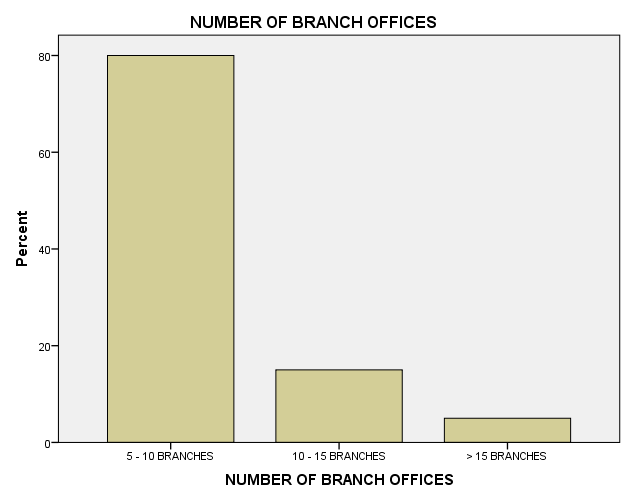 NUMBER OF BRANCH OFFICES
80
60
40
20
0
Percent
5 - 10 BRANCHES
10 - 15 BRANCHES
> 15 BRANCHES
NUMBER OF BRANCH OFFICES